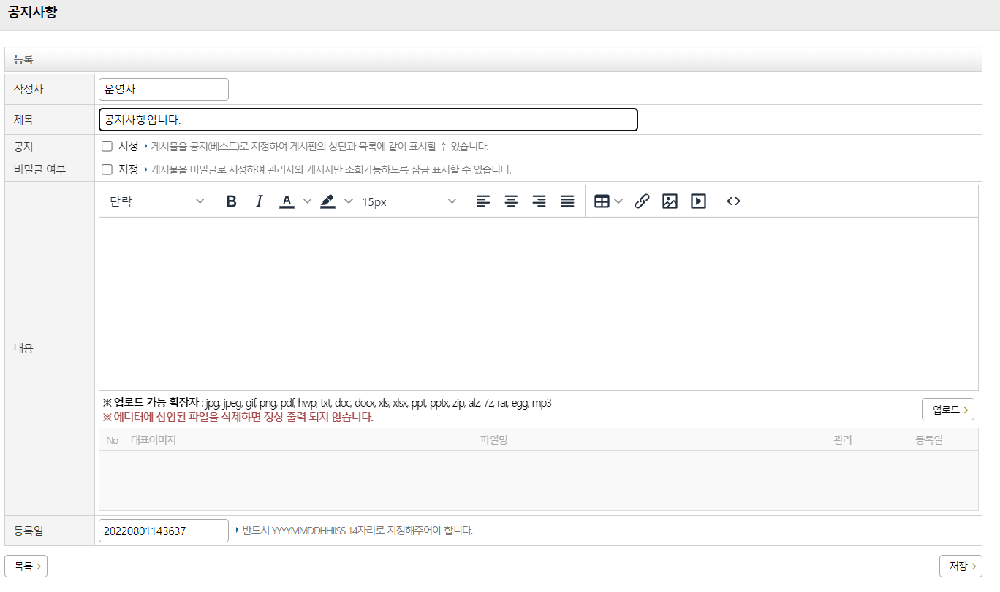 공지사항
등록
작성자 운영자
제목 공지사항입니다.
공지 지정 게시물을 공지(베스트)로 지정하여 게시판의 상단과 목록에 같이 표시할 수 있습니다.
비밀글 여부 지정 게시물을 비밀글로 지정하여 관리자와 게시자만 조회가능하도록 잠금 표시할 수 있습니다.
단락 B I A 15px
내용
※ 업로드 가능 확장자 : jpg, jpeg, gif, png, pdf, hwp, txt, doc, docx, xls, xlsx, ppt, pptx, zip, alz, 7z, rar, egg, mp3
※ 에디터에 삽입된 파일을 삭제하면 정상 출력 되지 않습니다.
업로드
No 대표이미지 파일명 관리 등록일
등록일 20220801143637 반드시 YYYYMMDDHHIISS 14자리로 지정해주어야 합니다.
목록 저장